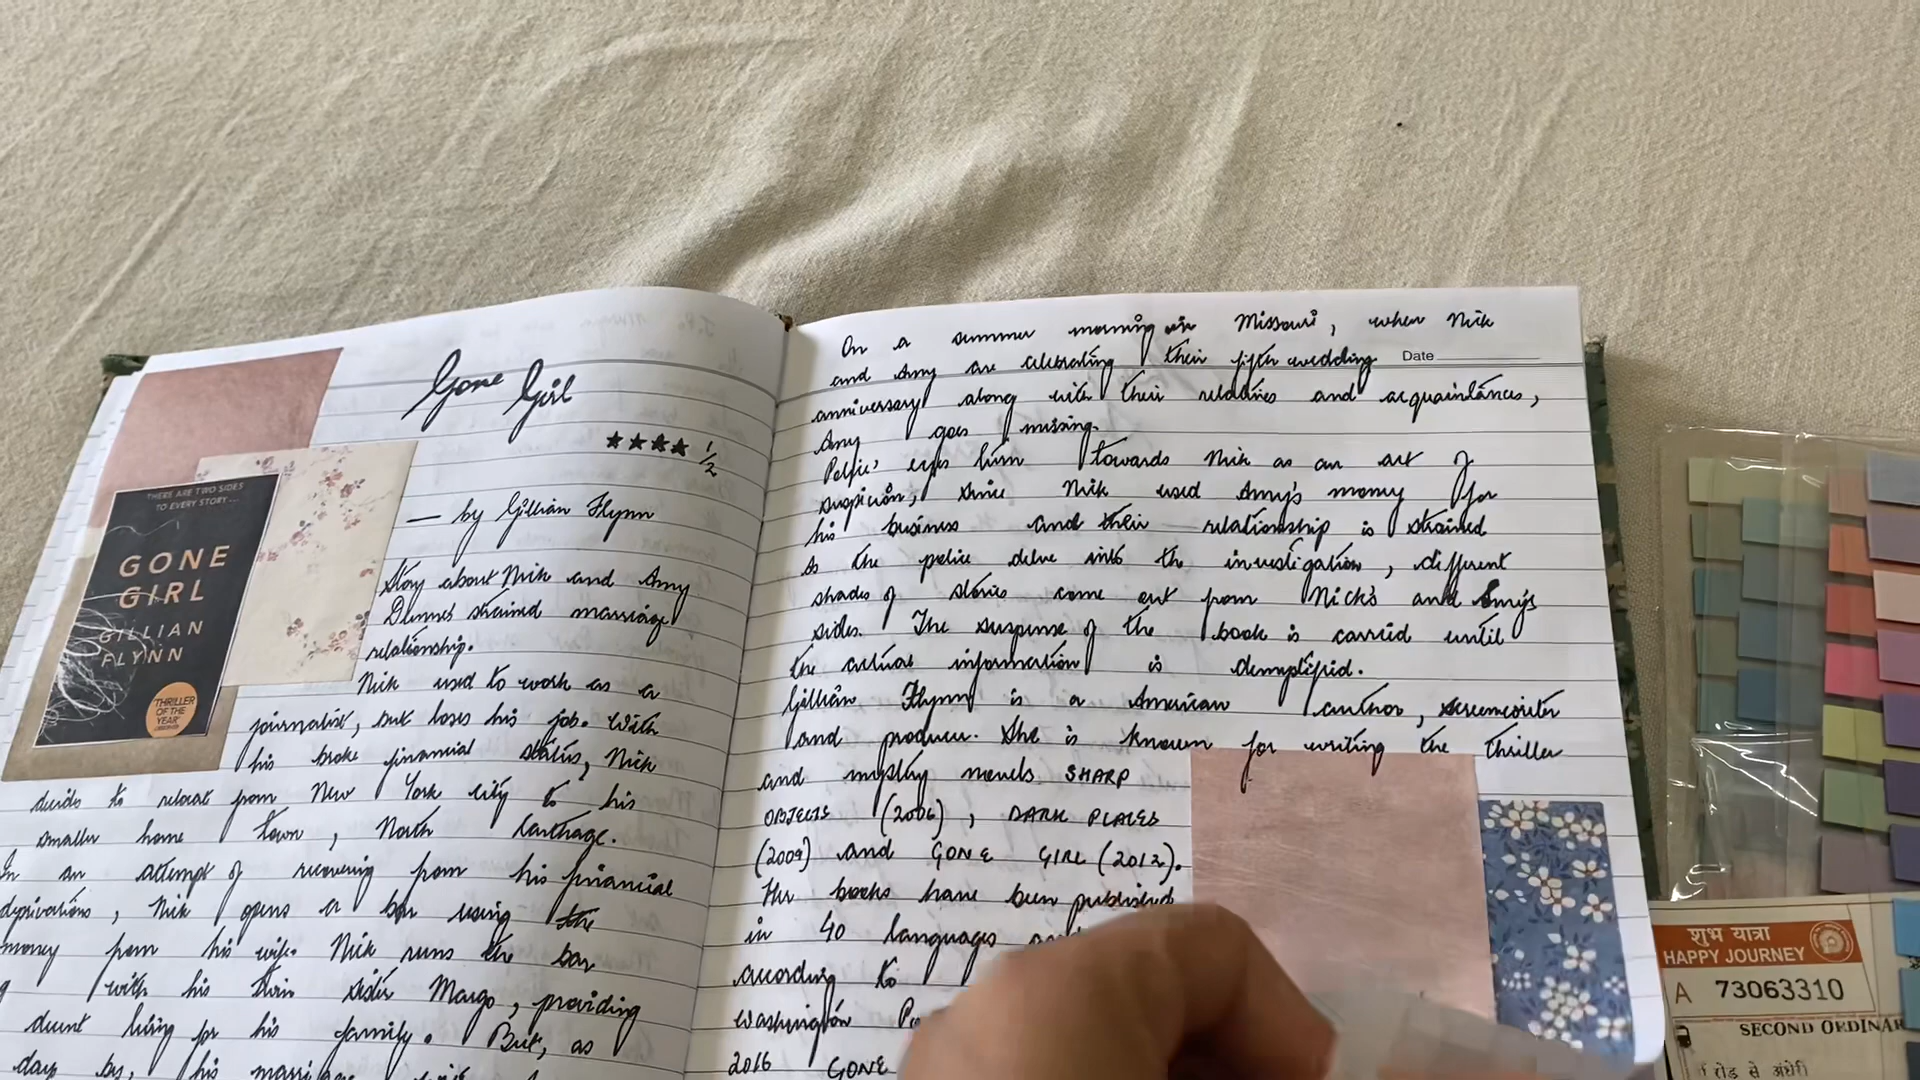 Gone Girl
★★★★ 1/2
— by Gillian Flynn
THERE ARE TWO SIDES
TO EVERY STORY...
GONE
GIRL
GILLIAN
FLYNN
THRILLER
OF THE
YEAR
Story about Nick and Amy
Dunnes strained marriage
relationship.
Nick used to work as a
journalist, but loses his job. With
his broke financial status, Nick
decides to relocate from New York city to his
smaller home town, North Carthage.
In an attempt of recovering from his financial
deprivations, Nick opens a bar using the
money from his wife. Nick runs the bar
with his twin sister Margo, providing
decent living for his family. But, as
days by, his marriage
On a summer morning in Missouri, when Nick
and Amy are celebrating their fifth wedding
Date
anniversary along with their relatives and acquaintances,
Amy goes missing.
eyes turn towards Nick as an act of
suspicion, since Nick used Amy's money for
his business and their relationship is strained
As the police delve into the investigation, different
shades of stories come out from Nick's and Amy's
sides. The suspense of the book is carried until
the actual information is demystified.
Gillian Flynn is a American author, screenwriter
and producer. She is known for writing the thriller
and mystery novels SHARP
OBJECTS (2006), DARK PLACES
(2009) and GONE GIRL (2012).
Her books have been published
in 40 languages
according to
Washington
2016 GONE
शुभ यात्रा
HAPPY JOURNEY
A 73063310
SECOND ORDINAR
रोड से अंधेरी